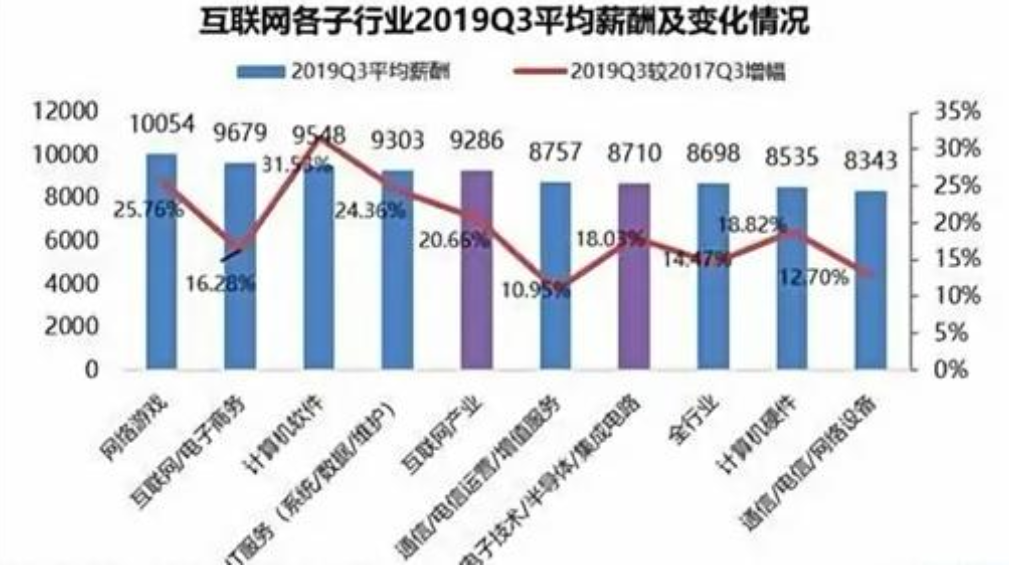 互联网各子行业2019Q3平均薪酬及变化情况
2019Q3平均薪酬 2019Q3较2017Q3增幅
12000
10000
8000
6000
4000
2000
0
10054 9679 9548 9303 9286 8757 8710 8698 8535 8343
25.76% 16.28% 31.53% 24.36% 20.66% 10.95% 18.03% 14.47% 18.82% 12.70%
35%
30%
25%
20%
15%
10%
5%
0%
网络游戏
互联网/电子商务
计算机软件
IT服务（系统/数据/维护）
互联网产业
通信/电信运营/增值服务
电子技术/半导体/集成电路
全行业
计算机硬件
通信/电信/网络设备